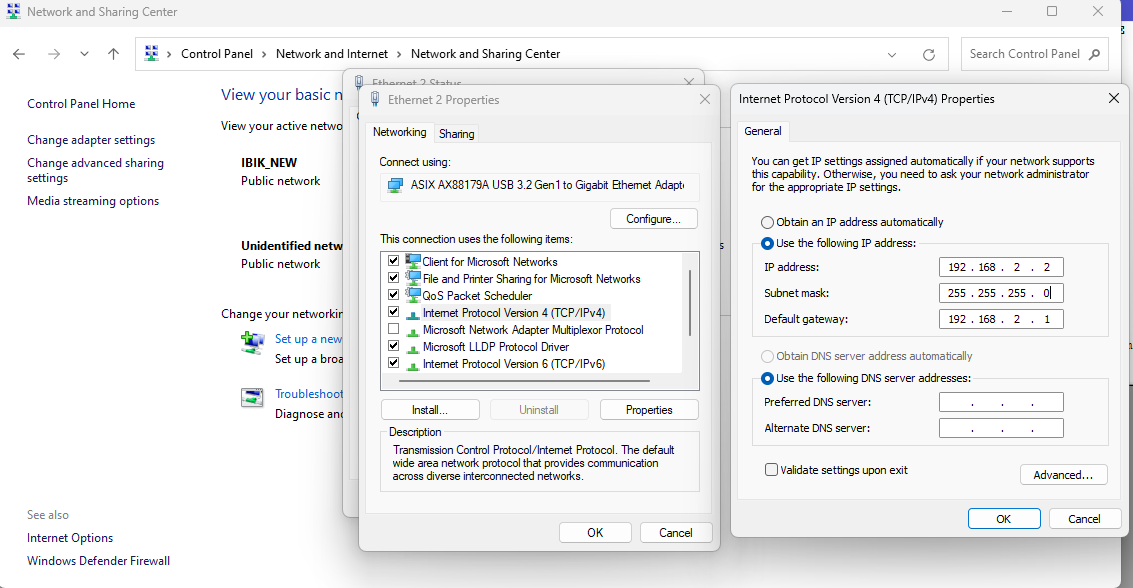 Network and Sharing Center
Control Panel > Network and Internet > Network and Sharing Center
Search Control Panel
Control Panel Home
Change adapter settings
Change advanced sharing
settings
Media streaming options
See also
Internet Options
Windows Defender Firewall
View your basic n
View your active netwo
IBIK_NEW
Public network
Unidentified netw
Public network
Change your networkin
Set up a new
Set up a broa
Troubleshoot
Diagnose and
Ethernet 2 Status
Ethernet 2 Properties
Networking
Sharing
Connect using:
ASIX AX88179A USB 3.2 Gen1 to Gigabit Ethernet Adapte
Configure...
This connection uses the following items:
Client for Microsoft Networks
File and Printer Sharing for Microsoft Networks
QoS Packet Scheduler
Internet Protocol Version 4 (TCP/IPv4)
Microsoft Network Adapter Multiplexor Protocol
Microsoft LLDP Protocol Driver
Internet Protocol Version 6 (TCP/IPv6)
Install...
Uninstall
Properties
Description
Transmission Control Protocol/Internet Protocol. The default
wide area network protocol that provides communication
across diverse interconnected networks.
OK
Cancel
Internet Protocol Version 4 (TCP/IPv4) Properties
General
You can get IP settings assigned automatically if your network supports
this capability. Otherwise, you need to ask your network administrator
for the appropriate IP settings.
Obtain an IP address automatically
Use the following IP address:
IP address: 192 . 168 . 2 . 2
Subnet mask: 255 . 255 . 255 . 0
Default gateway: 192 . 168 . 2 . 1
Obtain DNS server address automatically
Use the following DNS server addresses:
Preferred DNS server: . . .
Alternate DNS server: . . .
Validate settings upon exit
Advanced...
OK
Cancel